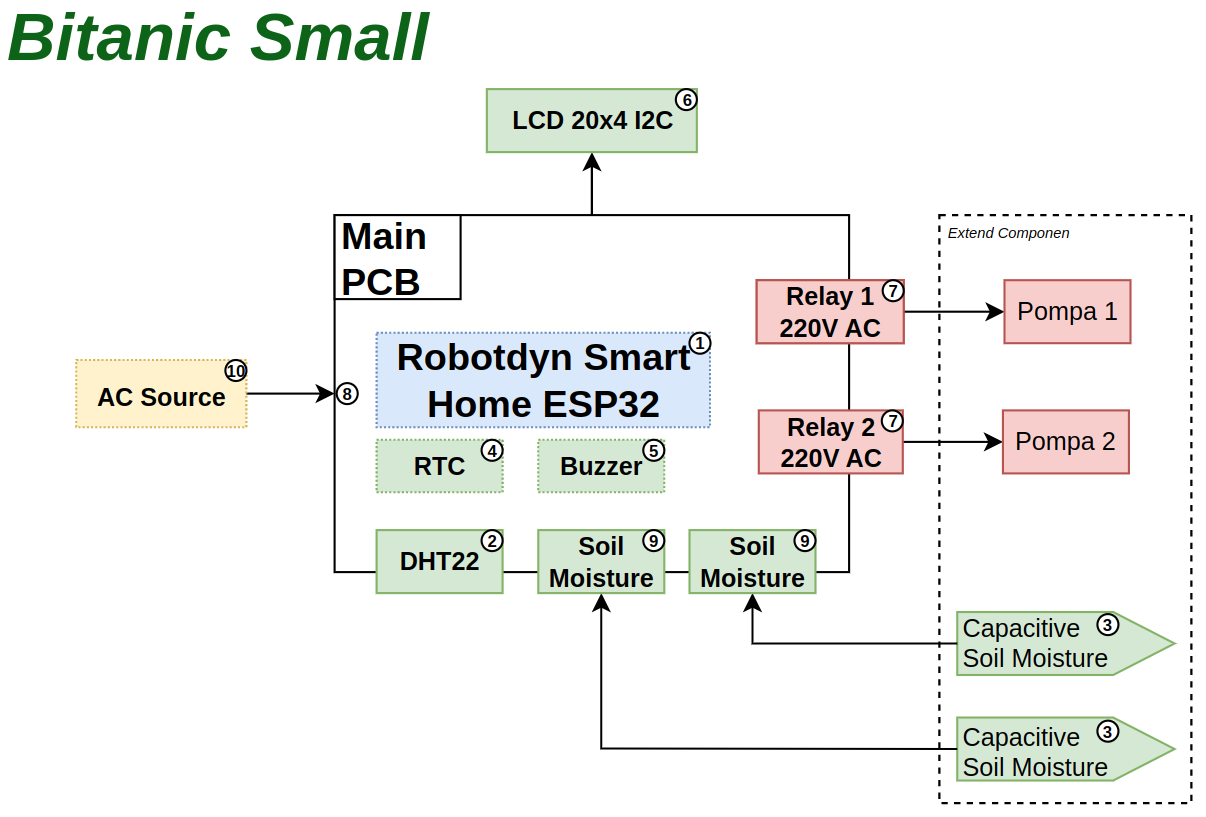 Bitanic Small
6
LCD 20x4 I2C
Main
PCB
Extend Componen
Relay 1
220V AC
7
Pompa 1
Robotdyn Smart
Home ESP32
1
10
AC Source
8
Relay 2
220V AC
7
Pompa 2
RTC
4
Buzzer
5
DHT22
2
Soil
Moisture
9
Soil
Moisture
9
Capacitive
Soil Moisture
3
Capacitive
Soil Moisture
3